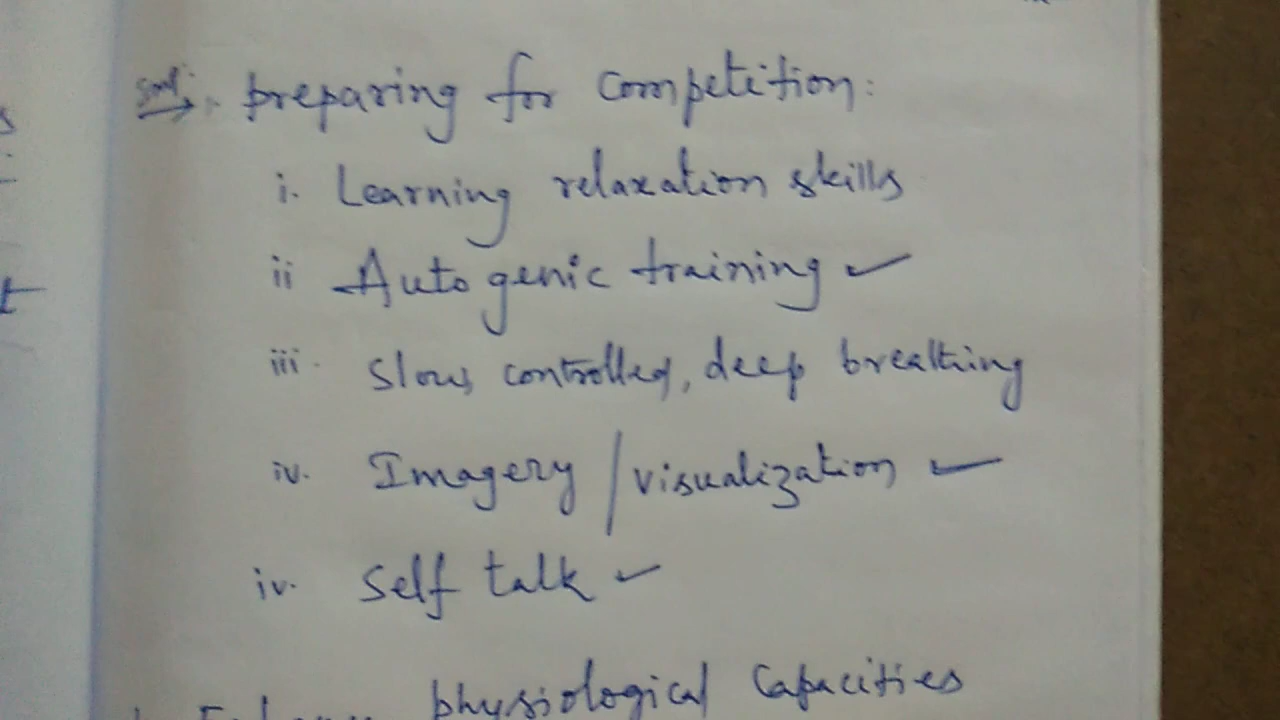 Sol: preparing for competition:
i. Learning relaxation skills
ii Autogenic training ✓
iii. slow, controlled, deep breathing
iv. Imagery / visualization ✓
iv. self talk ✓
physiological capacities